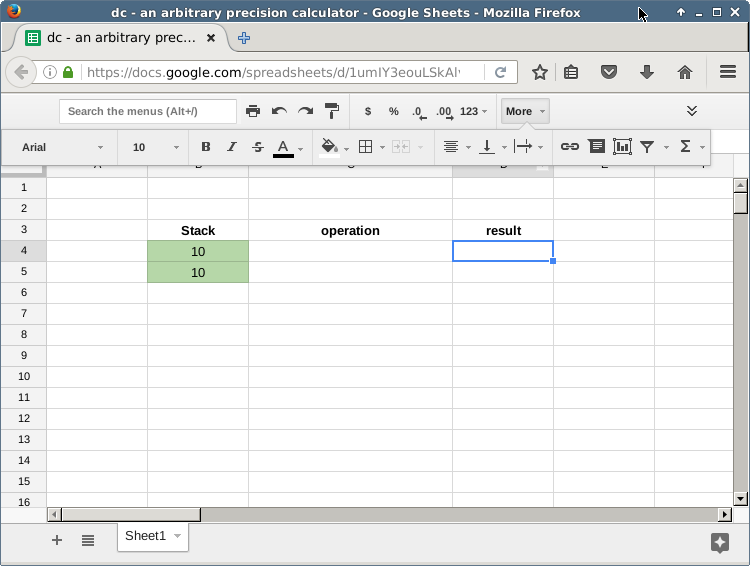 dc - an arbitrary precision calculator - Google Sheets - Mozilla Firefox
dc - an arbitrary prec...
https://docs.google.com/spreadsheets/d/1umIY3eouLSkAl
Search the menus (Alt+/)
$ % .0 .00 123 More
Arial 10 B I S A Σ
1
2
3 Stack operation result
4 10
5 10
6
7
8
9
10
11
12
13
14
15
16
Sheet1